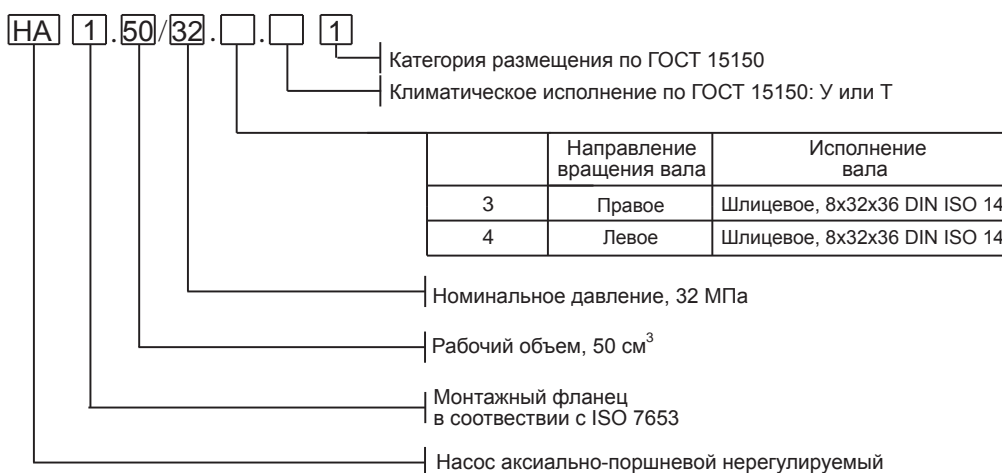 НА 1.50/32. . 1
Категория размещения по ГОСТ 15150
Климатическое исполнение по ГОСТ 15150: У или Т
Направление вращения вала
Исполнение вала
3 Правое Шлицевое, 8x32x36 DIN ISO 14
4 Левое Шлицевое, 8x32x36 DIN ISO 14
Номинальное давление, 32 МПа
Рабочий объем, 50 см³
Монтажный фланец
в соотвествии с ISO 7653
Насос аксиально-поршневой нерегулируемый